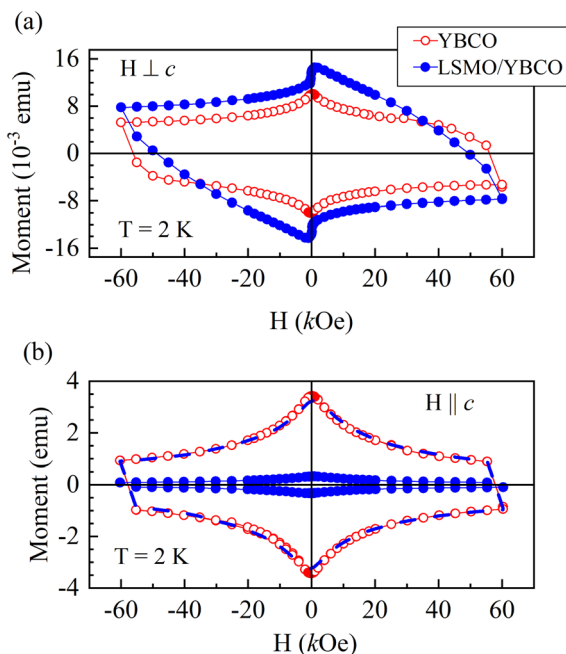 (a)
YBCO
LSMO/YBCO
H ⊥ c
T = 2 K
16
8
0
-8
-16
Moment (10⁻³ emu)
-60 -40 -20 0 20 40 60
H (kOe)
(b)
H || c
T = 2 K
4
2
0
-2
-4
Moment (emu)
-60 -40 -20 0 20 40 60
H (kOe)